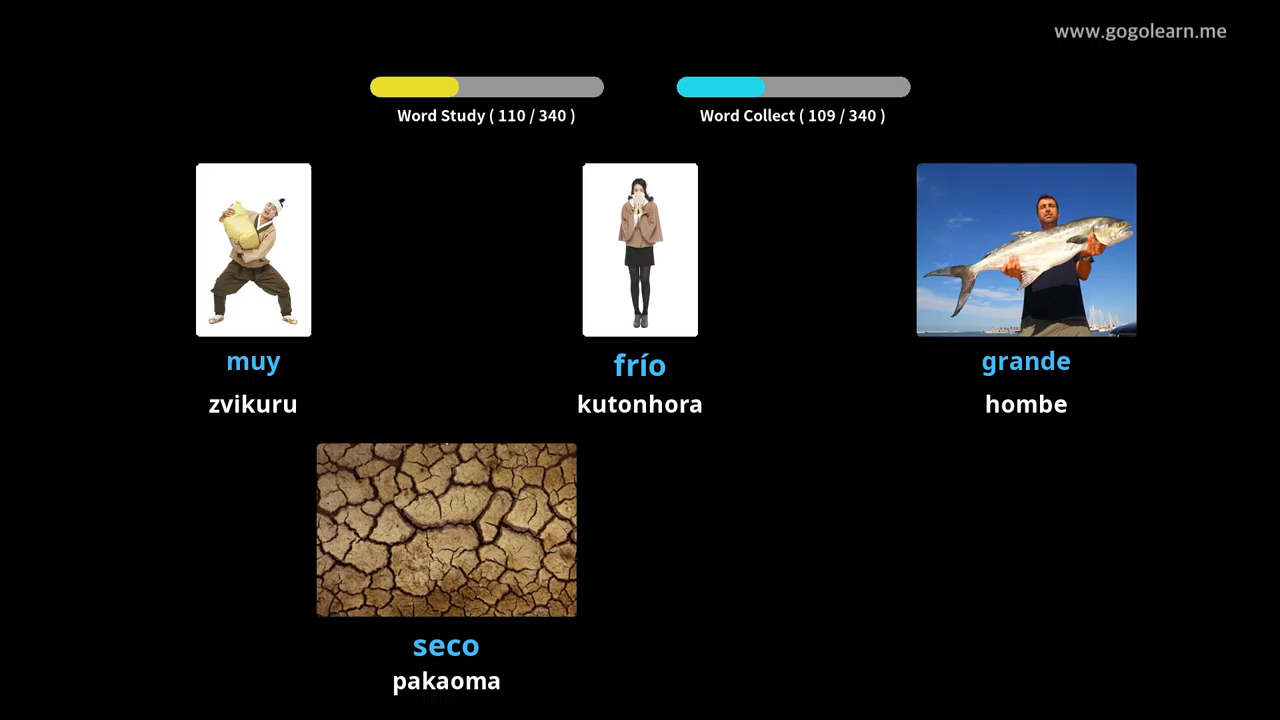 www.gogolearn.me
Word Study ( 110 / 340 )
Word Collect ( 109 / 340 )
muy
zvikuru
frío
kutonhora
grande
hombe
seco
pakaoma